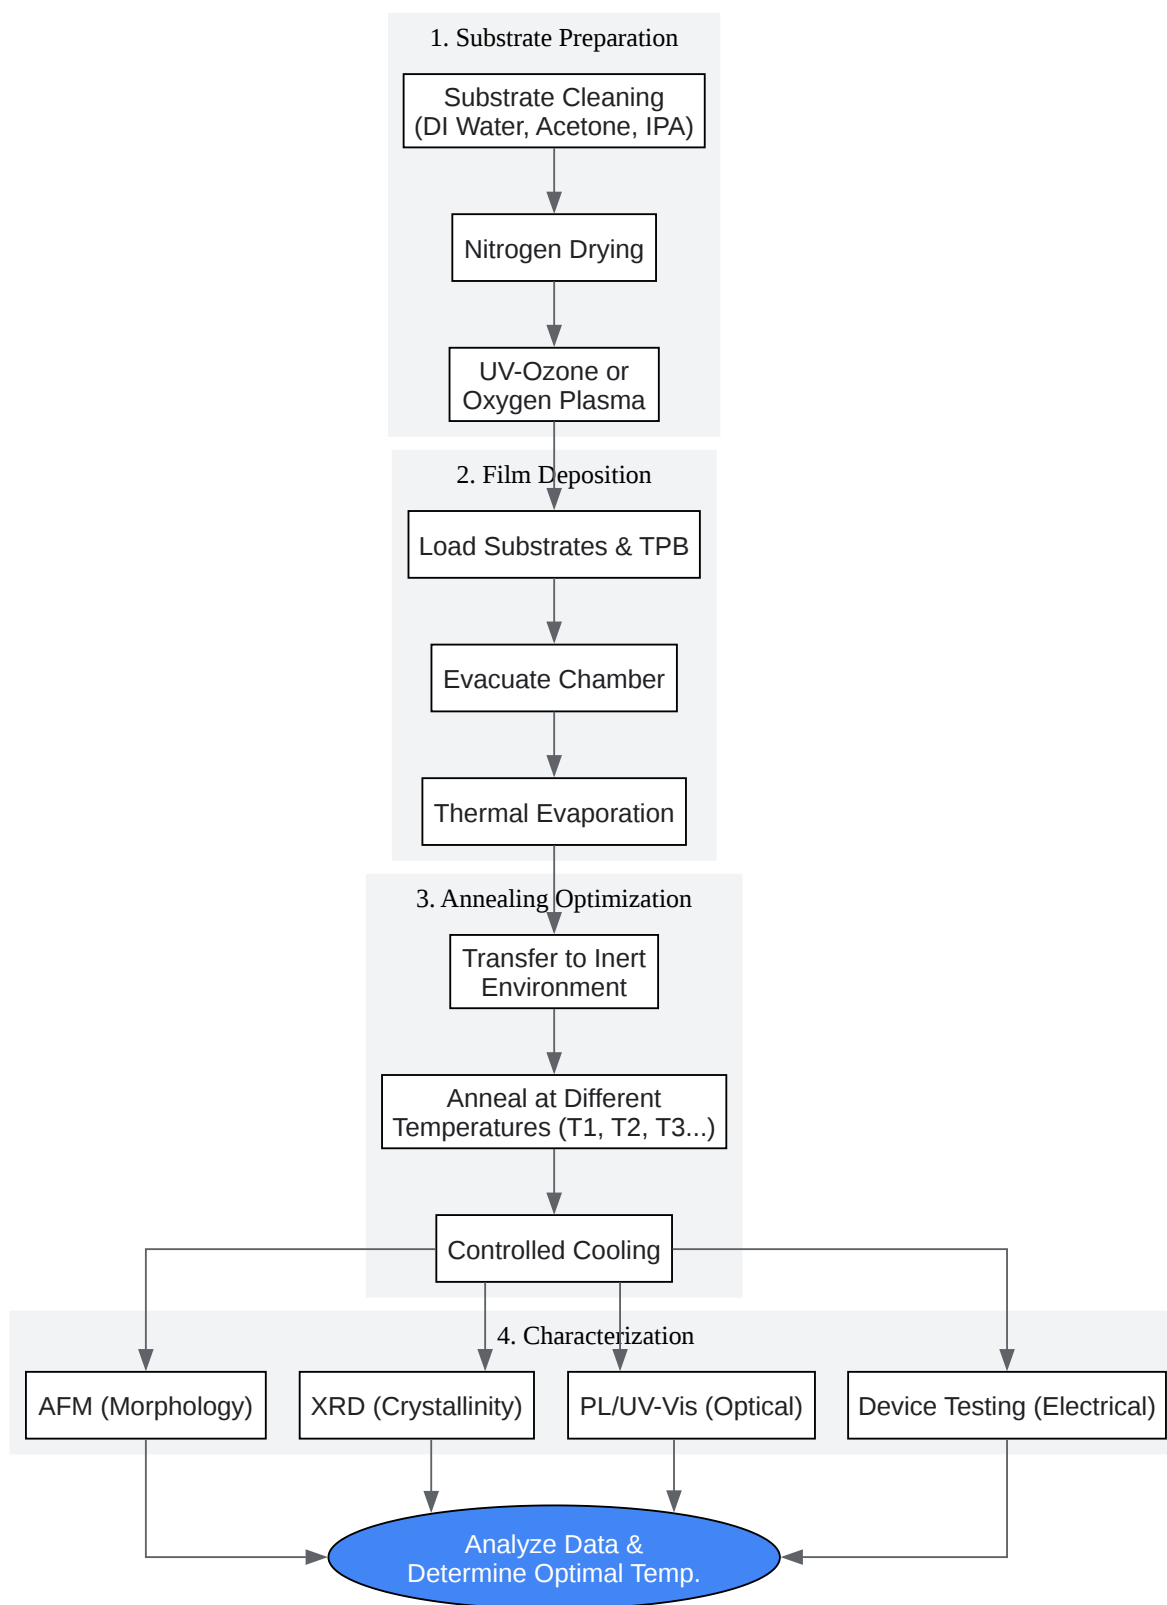 1. Substrate Preparation
Substrate Cleaning
(DI Water, Acetone, IPA)
Nitrogen Drying
UV-Ozone or
Oxygen Plasma
2. Film Deposition
Load Substrates & TPB
Evacuate Chamber
Thermal Evaporation
3. Annealing Optimization
Transfer to Inert
Environment
Anneal at Different
Temperatures (T1, T2, T3...)
Controlled Cooling
4. Characterization
AFM (Morphology)
XRD (Crystallinity)
PL/UV-Vis (Optical)
Device Testing (Electrical)
Analyze Data &
Determine Optimal Temp.